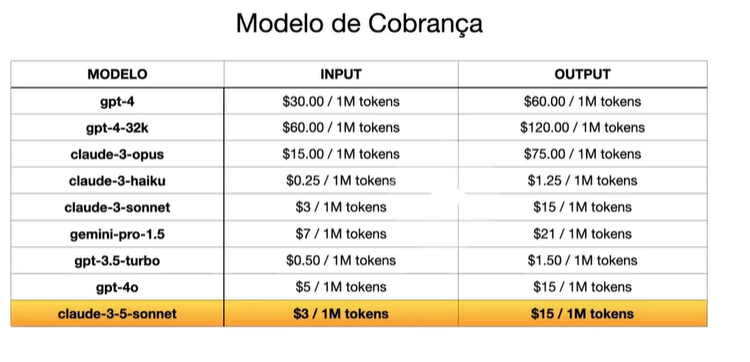 Modelo de Cobrança
MODELO INPUT OUTPUT
gpt-4 $30.00 / 1M tokens $60.00 / 1M tokens
gpt-4-32k $60.00 / 1M tokens $120.00 / 1M tokens
claude-3-opus $15.00 / 1M tokens $75.00 / 1M tokens
claude-3-haiku $0.25 / 1M tokens $1.25 / 1M tokens
claude-3-sonnet $3 / 1M tokens $15 / 1M tokens
gemini-pro-1.5 $7 / 1M tokens $21 / 1M tokens
gpt-3.5-turbo $0.50 / 1M tokens $1.50 / 1M tokens
gpt-4o $5 / 1M tokens $15 / 1M tokens
claude-3-5-sonnet $3 / 1M tokens $15 / 1M tokens